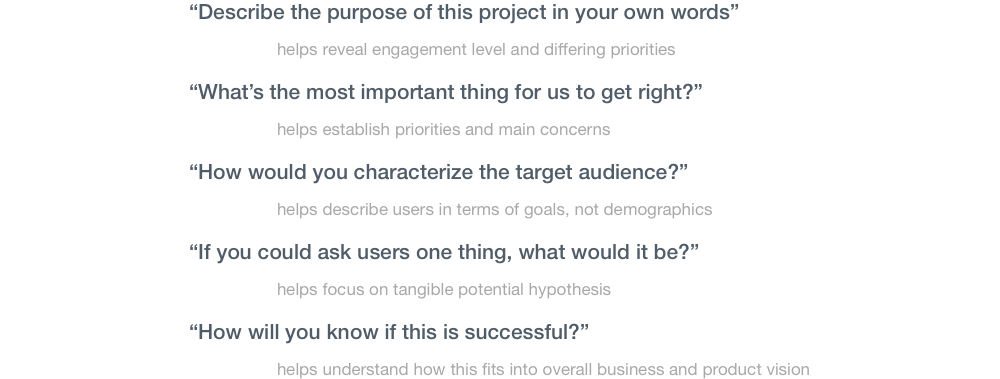 “Describe the purpose of this project in your own words”
helps reveal engagement level and differing priorities
“What’s the most important thing for us to get right?”
helps establish priorities and main concerns
“How would you characterize the target audience?”
helps describe users in terms of goals, not demographics
“If you could ask users one thing, what would it be?”
helps focus on tangible potential hypothesis
“How will you know if this is successful?”
helps understand how this fits into overall business and product vision